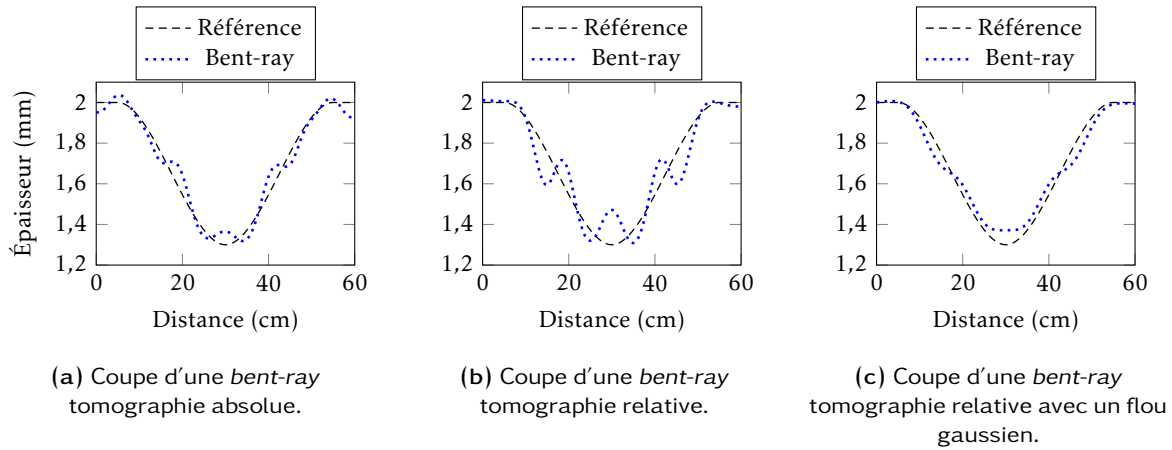 Référence
Bent-ray
Référence
Bent-ray
Référence
Bent-ray
Épaisseur (mm)
2
1,8
1,6
1,4
1,2
0
20
40
60
Distance (cm)
2
1,8
1,6
1,4
1,2
0
20
40
60
Distance (cm)
2
1,8
1,6
1,4
1,2
0
20
40
60
Distance (cm)
(a) Coupe d'une bent-ray
tomographie absolue.
(b) Coupe d'une bent-ray
tomographie relative.
(c) Coupe d'une bent-ray
tomographie relative avec un flou
gaussien.